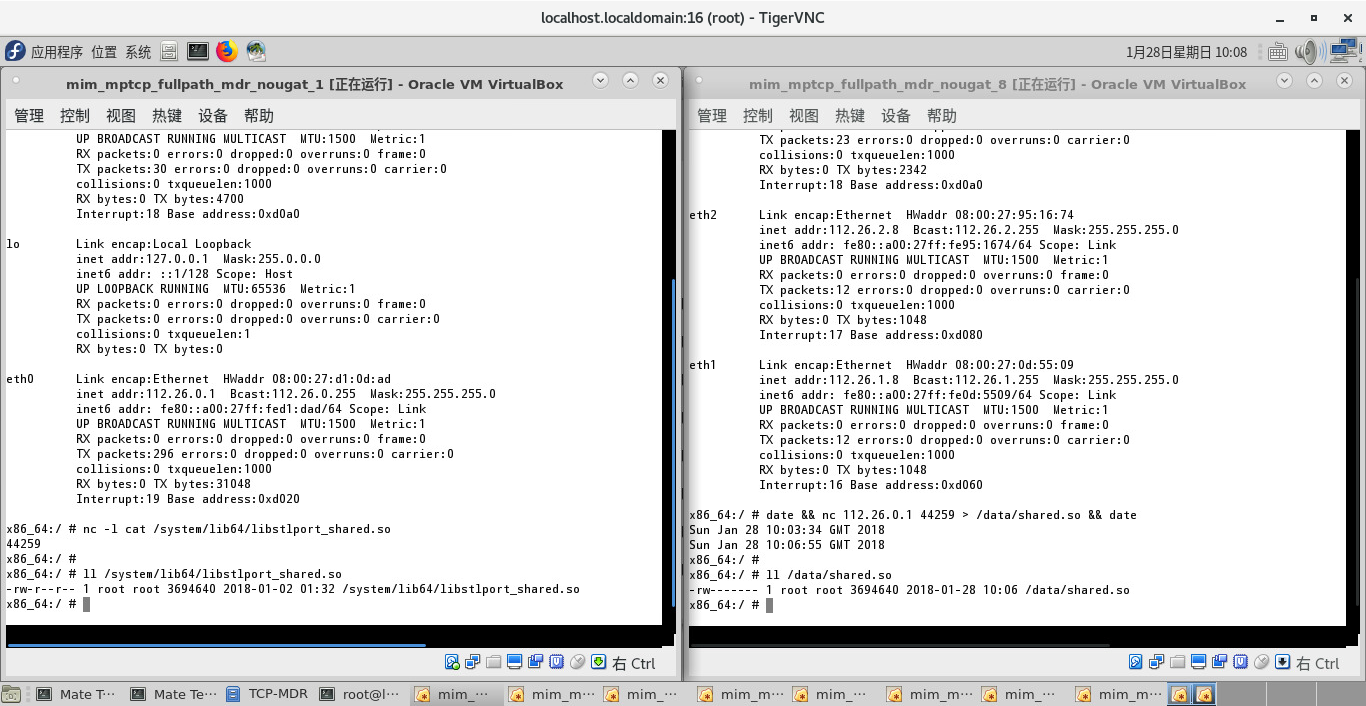 localhost.localdomain:16 (root) - TigerVNC
应用程序 位置 系统
1月28日星期日 10:08
mim_mptcp_fullpath_mdr_nougat_1 [正在运行] - Oracle VM VirtualBox
管理 控制 视图 热键 设备 帮助
UP BROADCAST RUNNING MULTICAST  MTU:1500  Metric:1
RX packets:0 errors:0 dropped:0 overruns:0 frame:0
TX packets:30 errors:0 dropped:0 overruns:0 carrier:0
collisions:0 txqueuelen:1000
RX bytes:0 TX bytes:4700
Interrupt:18 Base address:0xd0a0
lo Link encap:Local Loopback
inet addr:127.0.0.1  Mask:255.0.0.0
inet6 addr: ::1/128 Scope: Host
UP LOOPBACK RUNNING  MTU:65536  Metric:1
RX packets:0 errors:0 dropped:0 overruns:0 frame:0
TX packets:0 errors:0 dropped:0 overruns:0 carrier:0
collisions:0 txqueuelen:1
RX bytes:0 TX bytes:0
eth0 Link encap:Ethernet  HWaddr 08:00:27:d1:0d:ad
inet addr:112.26.0.1  Bcast:112.26.0.255  Mask:255.255.255.0
inet6 addr: fe80::a00:27ff:fed1:dad/64 Scope: Link
UP BROADCAST RUNNING MULTICAST  MTU:1500  Metric:1
RX packets:0 errors:0 dropped:0 overruns:0 frame:0
TX packets:296 errors:0 dropped:0 overruns:0 carrier:0
collisions:0 txqueuelen:1000
RX bytes:0 TX bytes:31048
Interrupt:19 Base address:0xd020
x86_64:/ # nc -l cat /system/lib64/libstlport_shared.so
44259
x86_64:/ #
x86_64:/ # ll /system/lib64/libstlport_shared.so
-rw-r--r-- 1 root root 3694640 2018-01-02 01:32 /system/lib64/libstlport_shared.so
x86_64:/ #
右 Ctrl
mim_mptcp_fullpath_mdr_nougat_8 [正在运行] - Oracle VM VirtualBox
管理 控制 视图 热键 设备 帮助
TX packets:23 errors:0 dropped:0 overruns:0 carrier:0
collisions:0 txqueuelen:1000
RX bytes:0 TX bytes:2342
Interrupt:18 Base address:0xd0a0
eth2 Link encap:Ethernet  HWaddr 08:00:27:95:16:74
inet addr:112.26.2.8  Bcast:112.26.2.255  Mask:255.255.255.0
inet6 addr: fe80::a00:27ff:fe95:1674/64 Scope: Link
UP BROADCAST RUNNING MULTICAST  MTU:1500  Metric:1
RX packets:0 errors:0 dropped:0 overruns:0 frame:0
TX packets:12 errors:0 dropped:0 overruns:0 carrier:0
collisions:0 txqueuelen:1000
RX bytes:0 TX bytes:1048
Interrupt:17 Base address:0xd080
eth1 Link encap:Ethernet  HWaddr 08:00:27:0d:55:09
inet addr:112.26.1.8  Bcast:112.26.1.255  Mask:255.255.255.0
inet6 addr: fe80::a00:27ff:fe0d:5509/64 Scope: Link
UP BROADCAST RUNNING MULTICAST  MTU:1500  Metric:1
RX packets:0 errors:0 dropped:0 overruns:0 frame:0
TX packets:12 errors:0 dropped:0 overruns:0 carrier:0
collisions:0 txqueuelen:1000
RX bytes:0 TX bytes:1048
Interrupt:16 Base address:0xd060
x86_64:/ # date && nc 112.26.0.1 44259 > /data/shared.so && date
Sun Jan 28 10:03:34 GMT 2018
Sun Jan 28 10:06:55 GMT 2018
x86_64:/ #
x86_64:/ # ll /data/shared.so
-rw------- 1 root root 3694640 2018-01-28 10:06 /data/shared.so
x86_64:/ #
右 Ctrl
Mate T··· Mate Te··· TCP-MDR root@l··· mim_··· mim_m··· mim_··· mim_m··· mim_··· mim_m··· mim_··· mim_m···